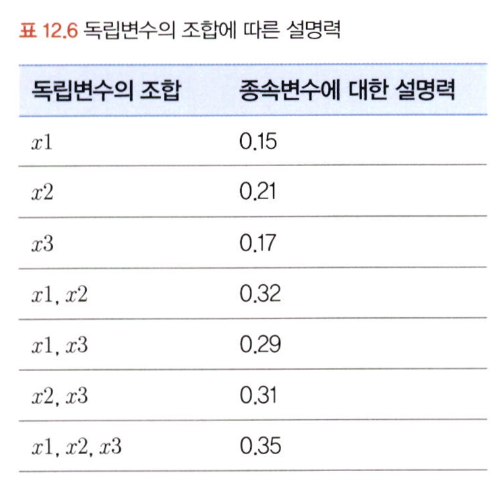 표 12.6 독립변수의 조합에 따른 설명력
독립변수의 조합 종속변수에 대한 설명력
x1 0.15
x2 0.21
x3 0.17
x1, x2 0.32
x1, x3 0.29
x2, x3 0.31
x1, x2, x3 0.35